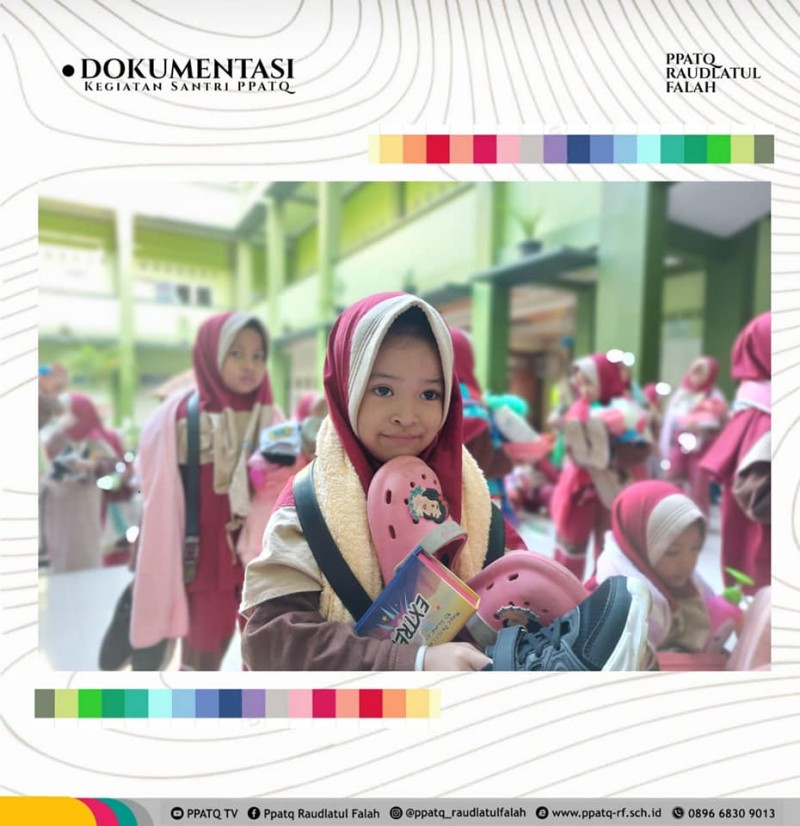 • DOKUMENTASI
Kegiatan Santri PPATQ
PPATQ
RAUDLATUL
FALAH
EXTRE
PPATQ TV Ppatq Raudlatul Falah @ppatq_raudlatulfalah www.ppatq-rf.sch.id 0896 6830 9013